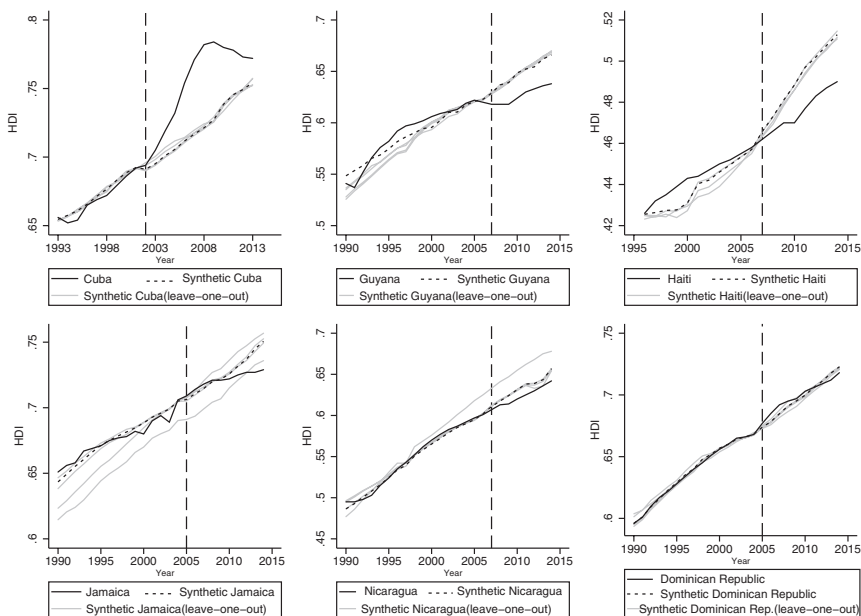 HDI
.65 .7 .75 .8
1993 1998 2003 2008 2013
Year
Cuba Synthetic Cuba
Synthetic Cuba(leave−one−out)
HDI
.5 .55 .6 .65 .7
1990 1995 2000 2005 2010 2015
Year
Guyana Synthetic Guyana
Synthetic Guyana(leave−one−out)
HDI
.42 .44 .46 .48 .5 .52
1995 2000 2005 2010 2015
Year
Haiti Synthetic Haiti
Synthetic Haiti(leave−one−out)
HDI
.6 .65 .7 .75
1990 1995 2000 2005 2010 2015
Year
Jamaica Synthetic Jamaica
Synthetic Jamaica(leave−one−out)
HDI
.45 .5 .55 .6 .65 .7
1990 1995 2000 2005 2010 2015
Year
Nicaragua Synthetic Nicaragua
Synthetic Nicaragua(leave−one−out)
HDI
.6 .65 .7 .75
1990 1995 2000 2005 2010 2015
Year
Dominican Republic
Synthetic Dominican Republic
Synthetic Dominican Rep.(leave−one−out)